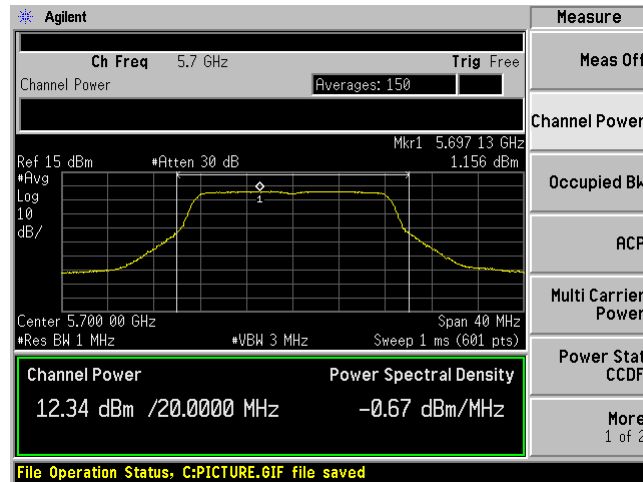 Agilent
Measure
Ch Freq 5.7 GHz Trig Free
Channel Power Averages: 150
Mkr1 5.697 13 GHz
Ref 15 dBm #Atten 30 dB 1.156 dBm
#Avg
Log
10
dB/
1
Center 5.700 00 GHz Span 40 MHz
#Res BW 1 MHz #VBW 3 MHz Sweep 1 ms (601 pts)
Channel Power Power Spectral Density
12.34 dBm /20.0000 MHz -0.67 dBm/MHz
File Operation Status, C:PICTURE.GIF file saved
Meas Off
Channel Power
Occupied BW
ACP
Multi Carrier
Power
Power Stat
CCDF
More
1 of 2